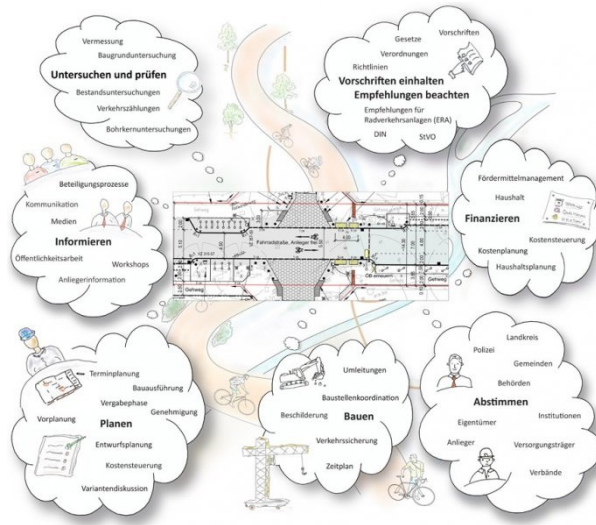 Vermessung
Baugrunduntersuchung
Untersuchen und prüfen
Bestandsuntersuchungen
Verkehrszählungen
Bohrkernuntersuchungen
Gesetze
Vorschriften
Verordnungen
Richtlinien
Vorschriften einhalten
Empfehlungen beachten
Empfehlungen für
Radverkehrsanlagen (ERA)
DIN
StVO
Beteiligungsprozesse
Kommunikation
Medien
Informieren
Öffentlichkeitsarbeit
Workshops
Anliegerinformation
Fahrradstraße, Anlieger frei
Gehweg
Gehweg
Fördermittelmanagement
Haushalt
Finanzieren
Kostensteuerung
Kostenplanung
Haushaltsplanung
Terminplanung
Bauausführung
Vergabephase
Genehmigung
Vorplanung
Planen
Entwurfsplanung
Kostensteuerung
Variantendiskussion
Umleitungen
Baustellenkoordination
Beschilderung
Bauen
Verkehrssicherung
Zeitplan
Landkreis
Polizei
Gemeinden
Behörden
Abstimmen
Institutionen
Eigentümer
Anlieger
Versorgungsträger
Verbände